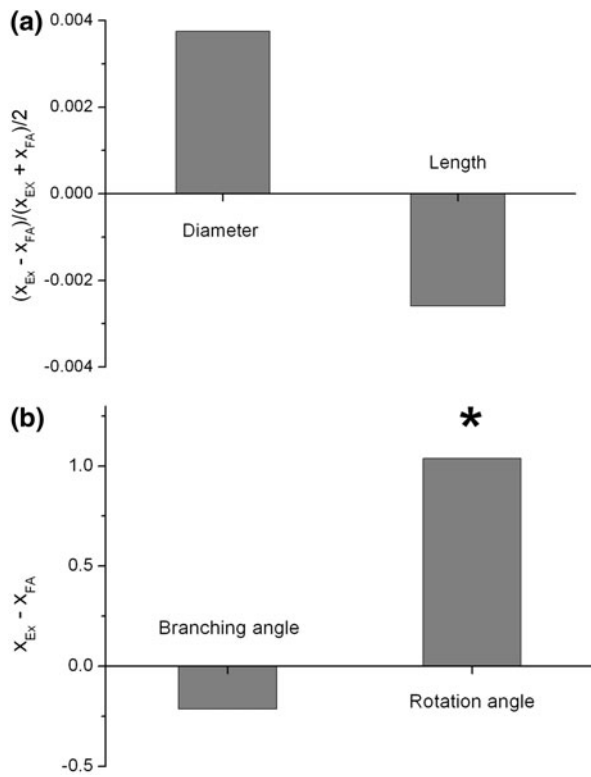 (a)
0.004
0.002
0.000
-0.002
-0.004
(x_Ex - x_FA)/(x_EX + x_FA)/2
Diameter
Length
(b)
1.0
0.5
0.0
-0.5
x_Ex - x_FA
*
Branching angle
Rotation angle